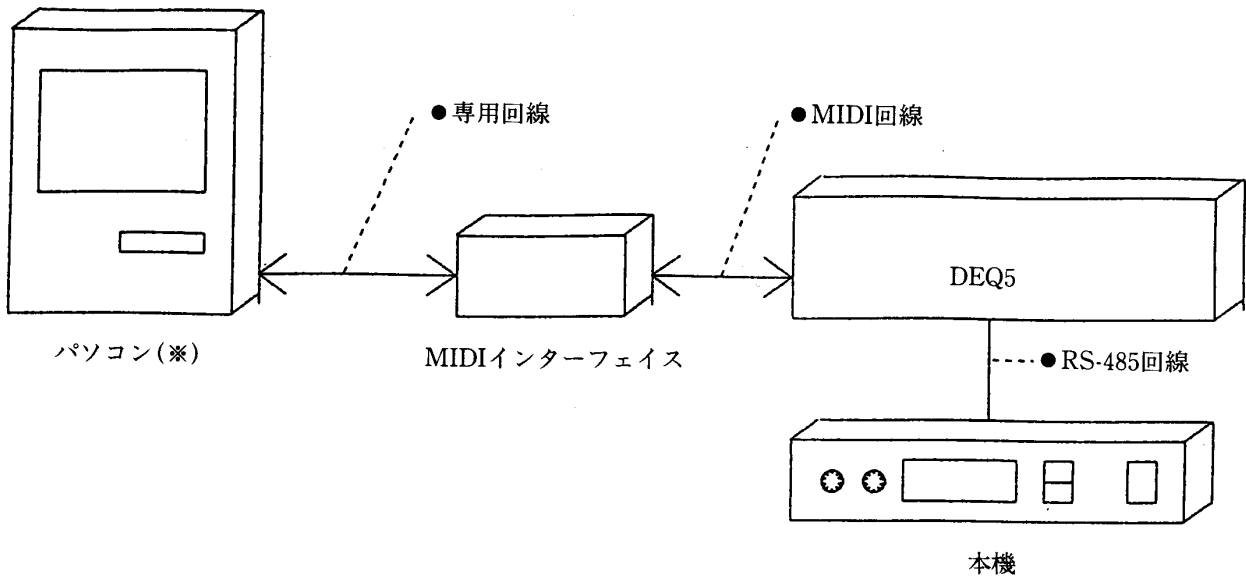 ●専用回線
●MIDI回線
DEQ5
パソコン(※)
MIDIインターフェイス
●RS-485回線
本機